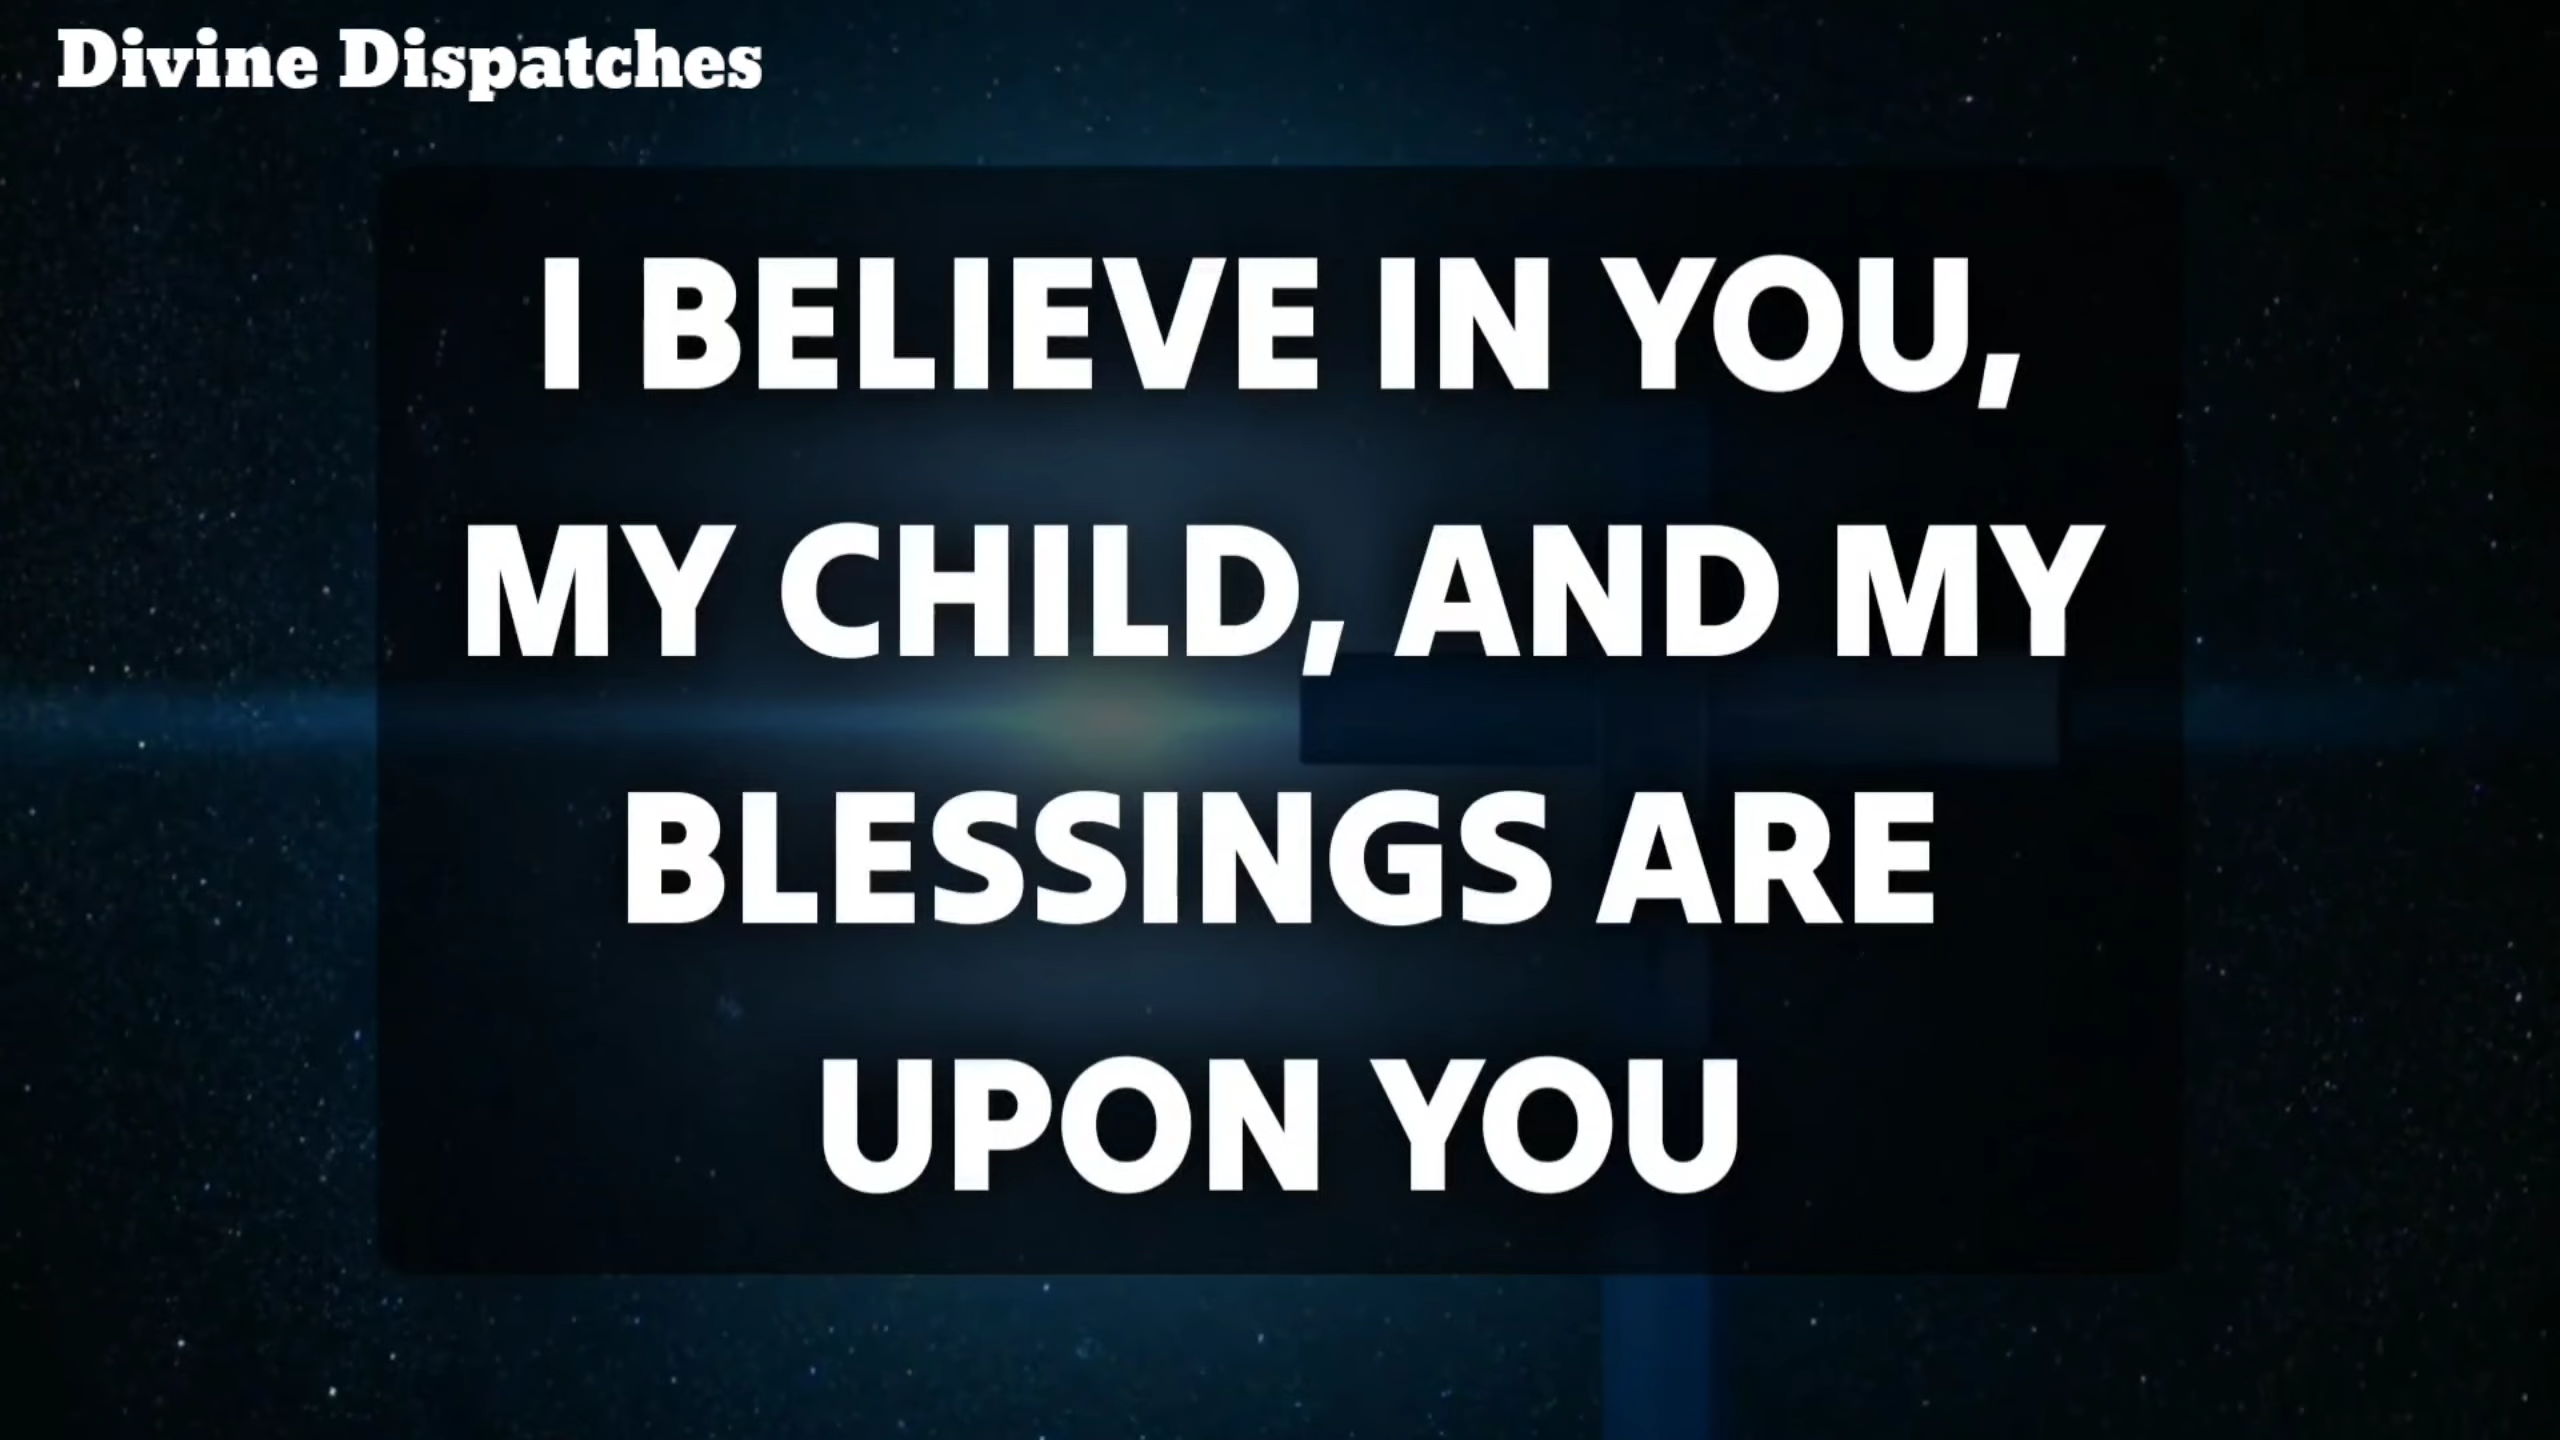 Divine Dispatches
I BELIEVE IN YOU,
MY CHILD, AND MY
BLESSINGS ARE
UPON YOU